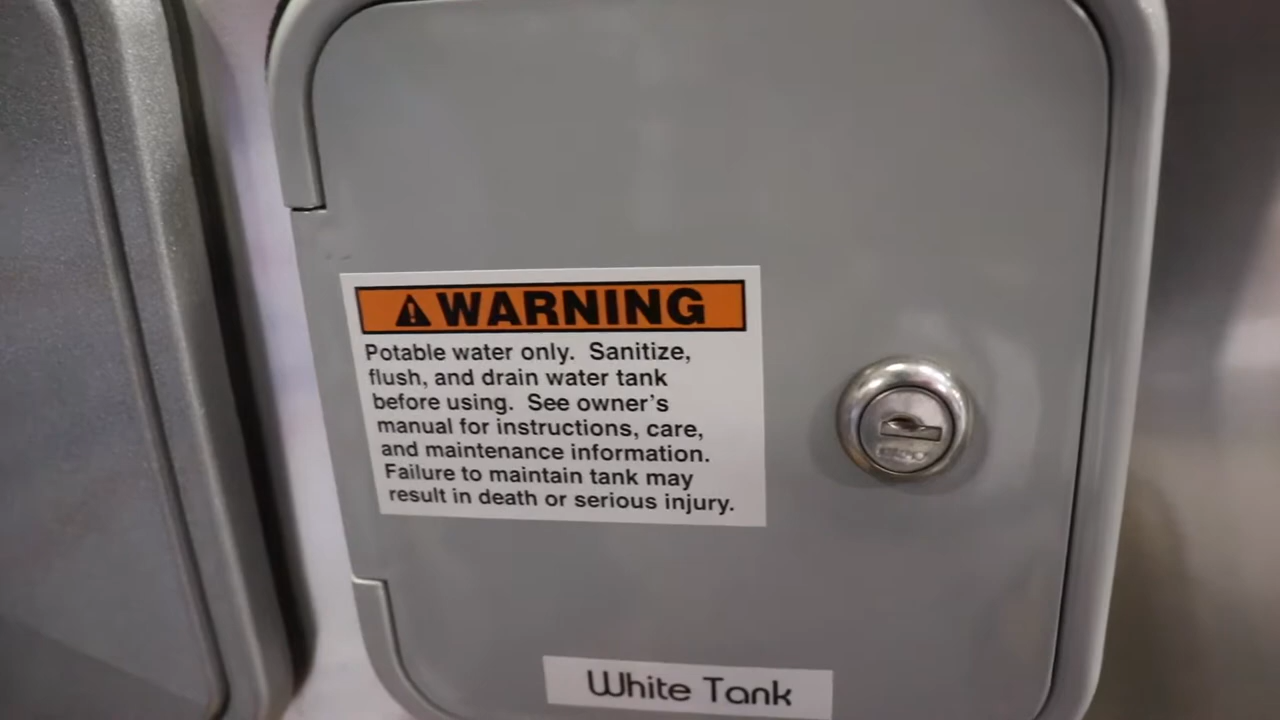 WARNING
Potable water only. Sanitize,
flush, and drain water tank
before using. See owner's
manual for instructions, care,
and maintenance information.
Failure to maintain tank may
result in death or serious injury.
White Tank